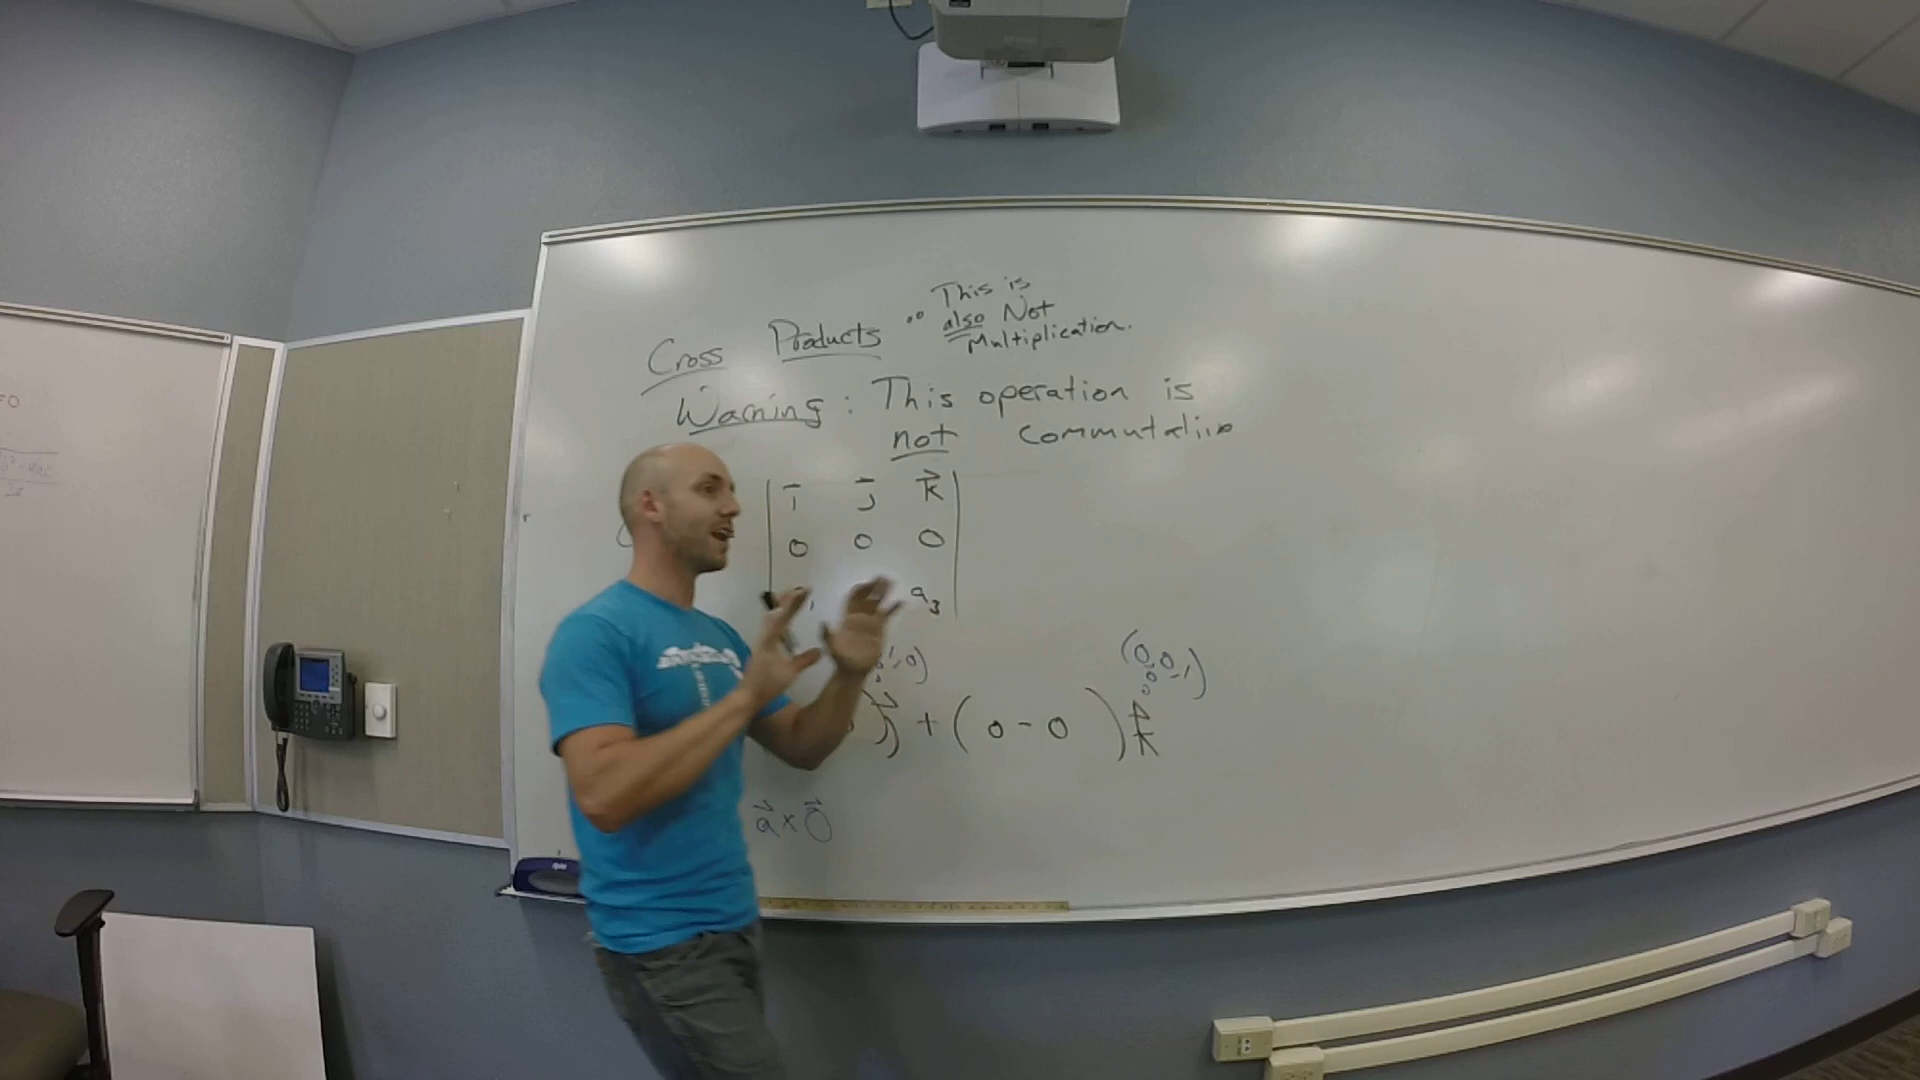 This is
also Not
Multiplication.
Cross Products
Warning: This operation is
not commutative
i j k
0 0 0
a3
(0,0,1)
j + (0 - 0) k
a × 0
=0